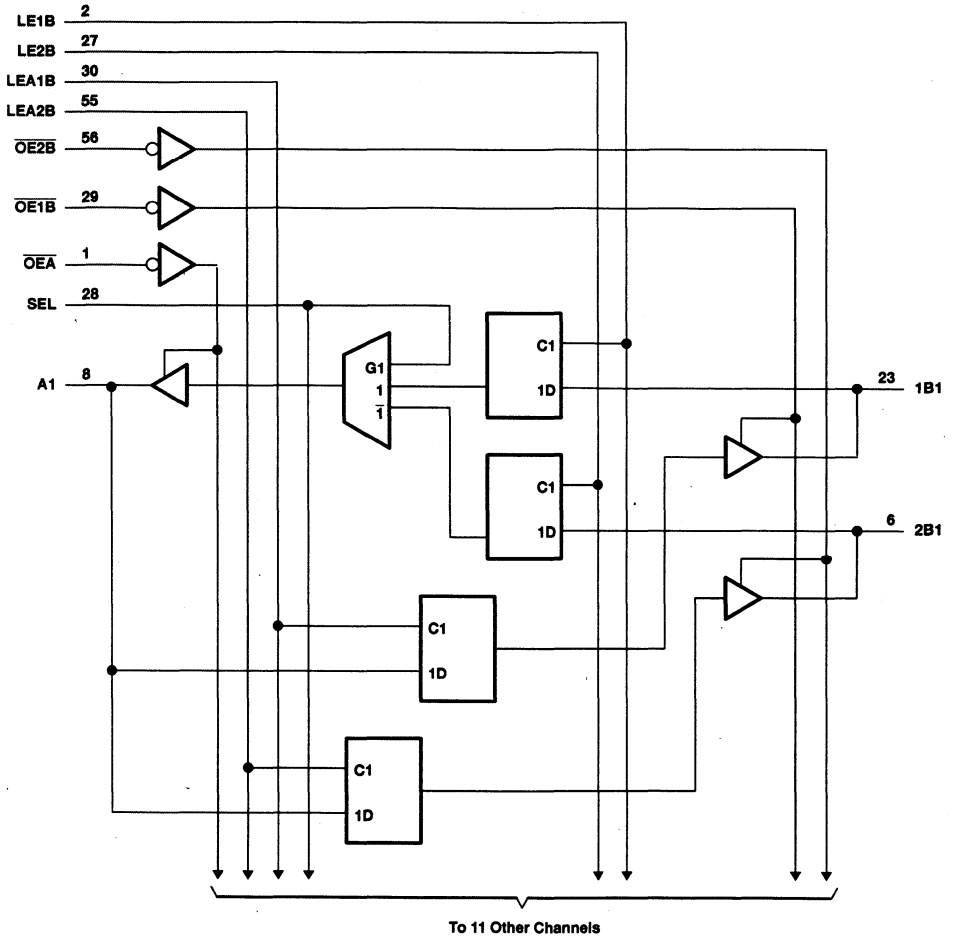 LE1B 2
LE2B 27
LEA1B 30
LEA2B 55
OE2B 56
OE1B 29
OEA 1
SEL 28
A1 8
G1
1
1
C1
1D
23 1B1
C1
1D
6 2B1
C1
1D
C1
1D
To 11 Other Channels